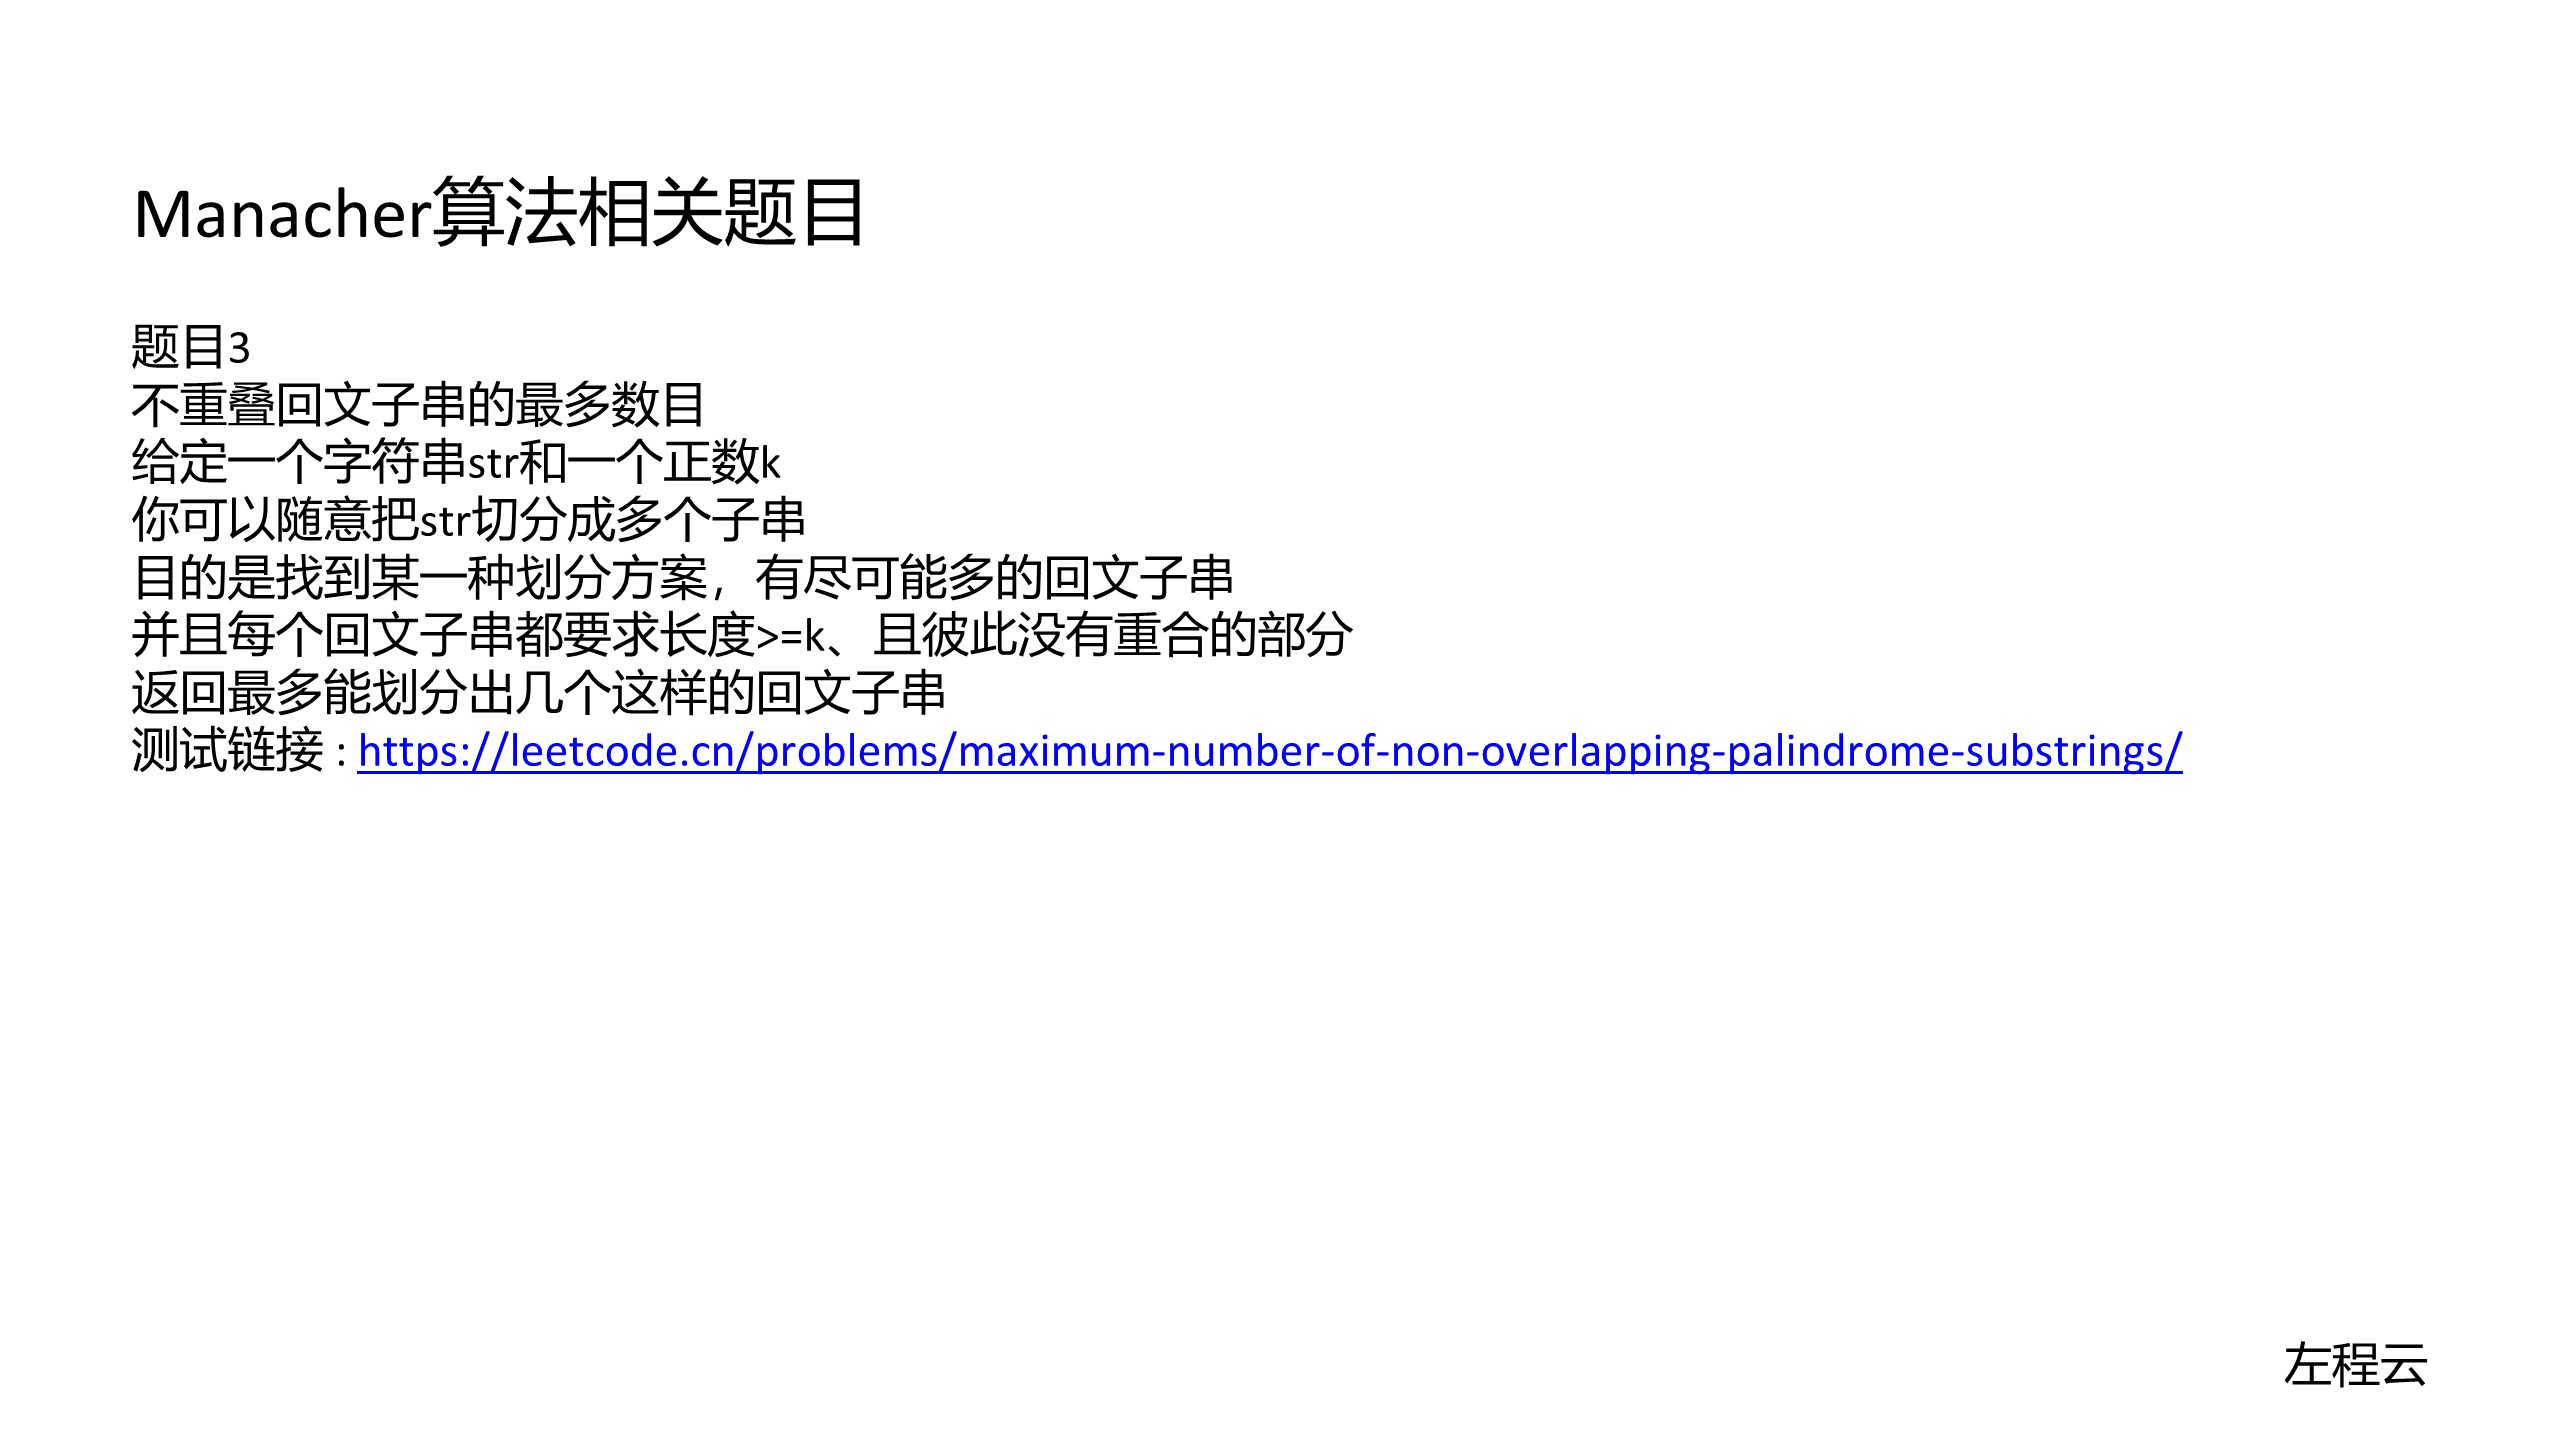 Manacher算法相关题目
题目3
不重叠回文子串的最多数目
给定一个字符串str和一个正数k
你可以随意把str切分成多个子串
目的是找到某一种划分方案，有尽可能多的回文子串
并且每个回文子串都要求长度>=k、且彼此没有重合的部分
返回最多能划分出几个这样的回文子串
测试链接 : https://leetcode.cn/problems/maximum-number-of-non-overlapping-palindrome-substrings/
左程云